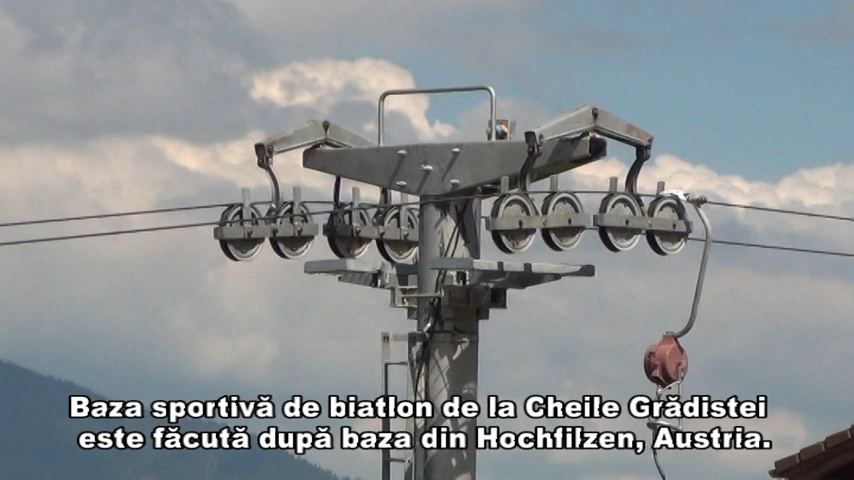 Baza sportivă de biatlon de la Cheile Grădistei
este făcută după baza din Hochfilzen, Austria.